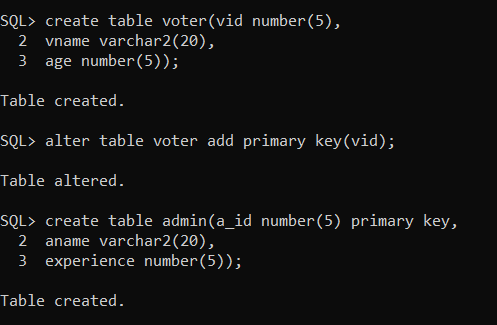 SQL> create table voter(vid number(5),
  2  vname varchar2(20),
  3  age number(5));
Table created.
SQL> alter table voter add primary key(vid);
Table altered.
SQL> create table admin(a_id number(5) primary key,
  2  aname varchar2(20),
  3  experience number(5));
Table created.